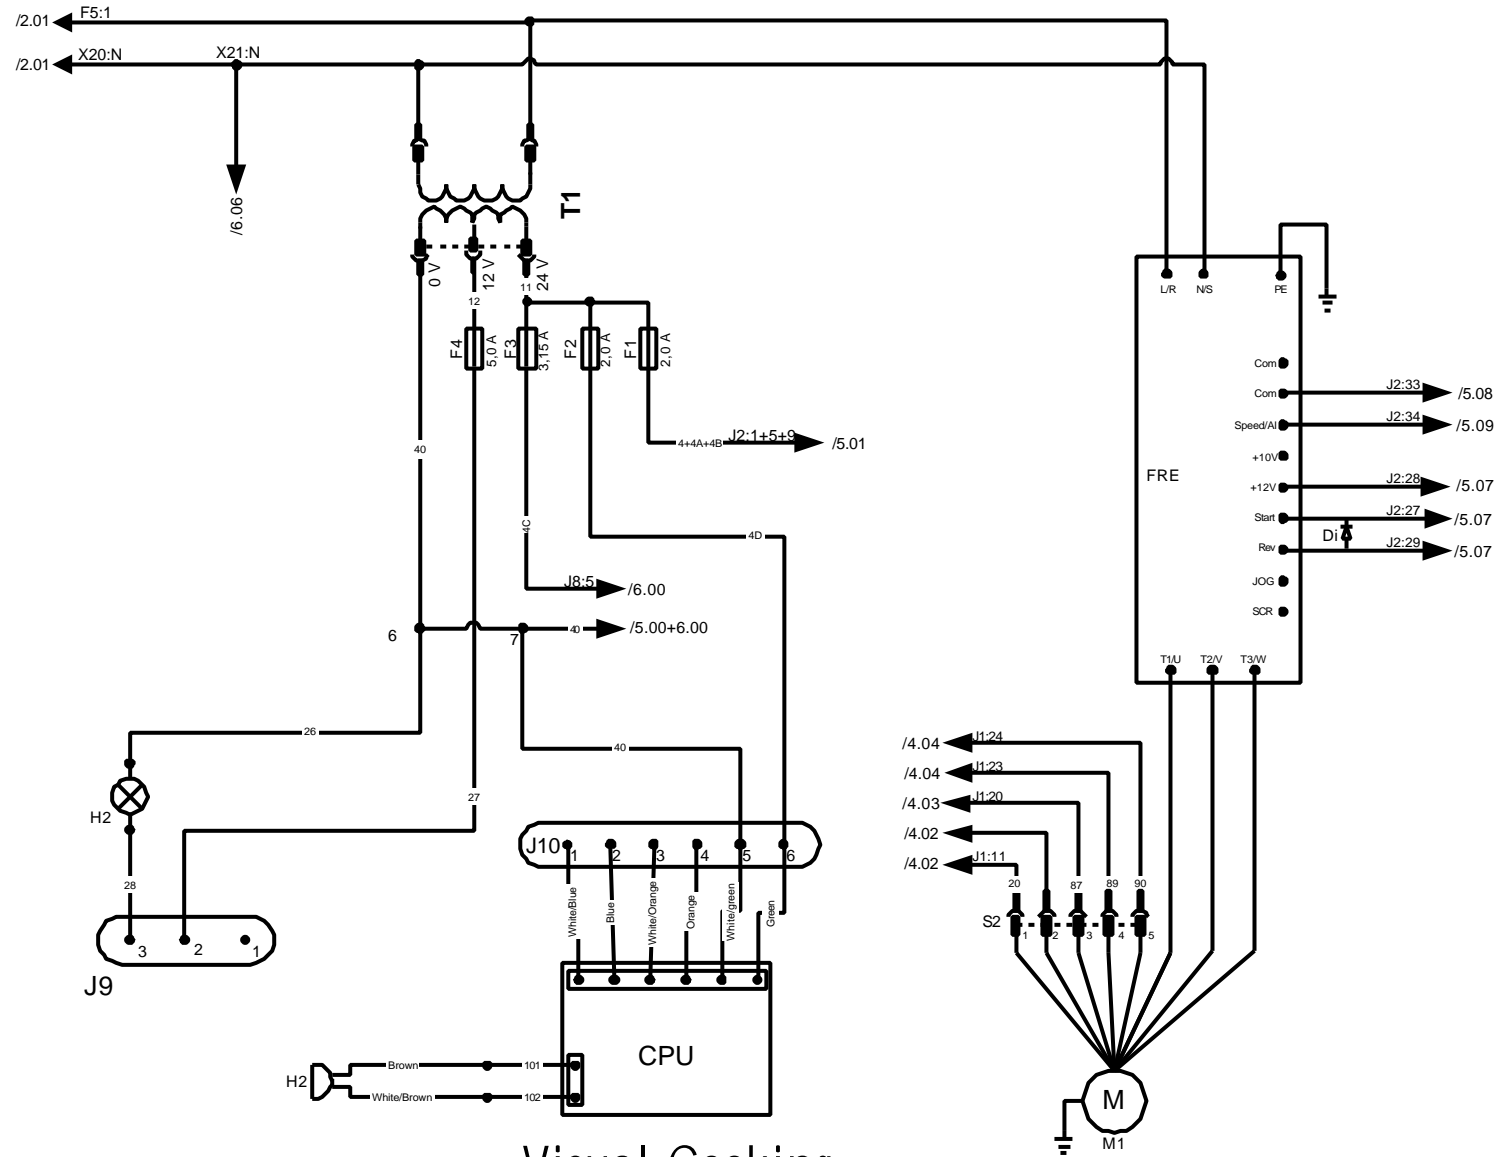 /2.01
F5:1
/2.01
X20:N
X21:N
/6.06
T1
0 V
12 V
24 V
12
11
F4
5,0 A
F3
3,15 A
F2
2,0 A
F1
2,0 A
40
4+4A+4B
J2:1+5+9
/5.01
4C
4D
J8:5
/6.00
6
7
40
/5.00+6.00
26
40
27
H2
28
3
2
1
J9
J10
1
2
3
4
5
6
White/Blue
Blue
White/Orange
Orange
White/green
Green
CPU
H2
Brown
101
White/Brown
102
L/R
N/S
PE
FRE
Com
Com
J2:33
/5.08
Speed/AI
J2:34
/5.09
+10V
+12V
J2:28
/5.07
Start
J2:27
/5.07
Di
Rev
J2:29
/5.07
JOG
SCR
T1/U
T2/V
T3/W
/4.04
J1:24
/4.04
J1:23
/4.03
J1:20
/4.02
/4.02
J1:11
20
87
89
90
S2
1
2
3
4
5
M
M1
Visual Cooking